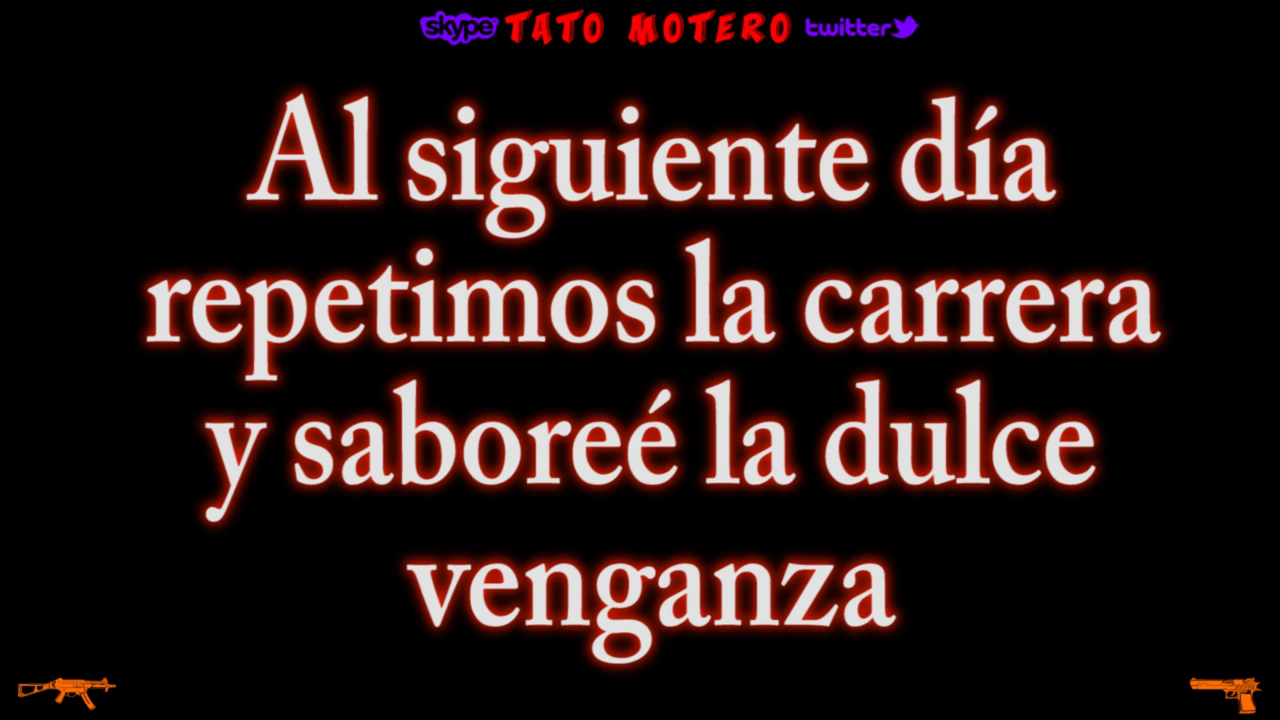 skype TATO MOTERO twitter
Al siguiente día
repetimos la carrera
y saboreé la dulce
venganza